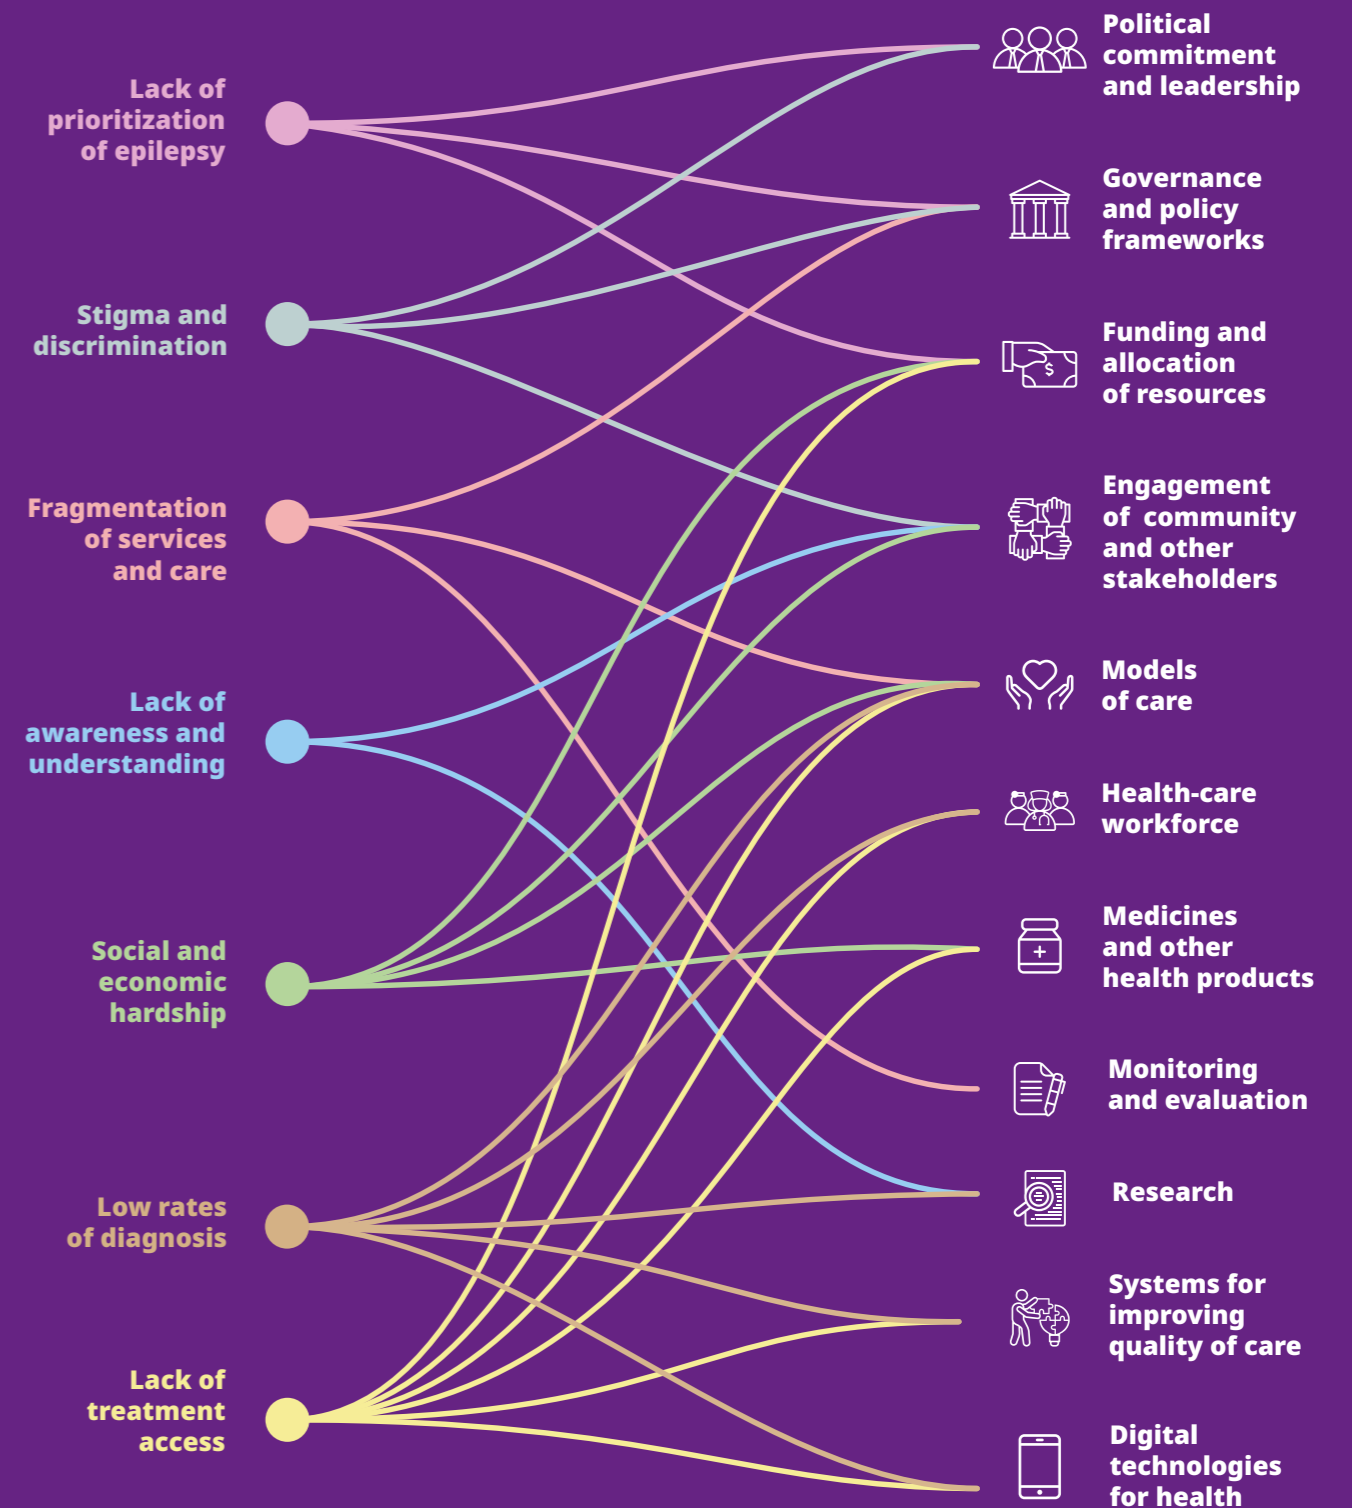 Lack of
prioritization
of epilepsy
Stigma and
discrimination
Fragmentation
of services
and care
Lack of
awareness and
understanding
Social and
economic
hardship
Low rates
of diagnosis
Lack of
treatment
access
Political
commitment
and leadership
Governance
and policy
frameworks
Funding and
allocation
of resources
$
Engagement
of community
and other
stakeholders
Models
of care
Health-care
workforce
Medicines
and other
health products
Monitoring
and evaluation
Research
Systems for
improving
quality of care
Digital
technologies
for health